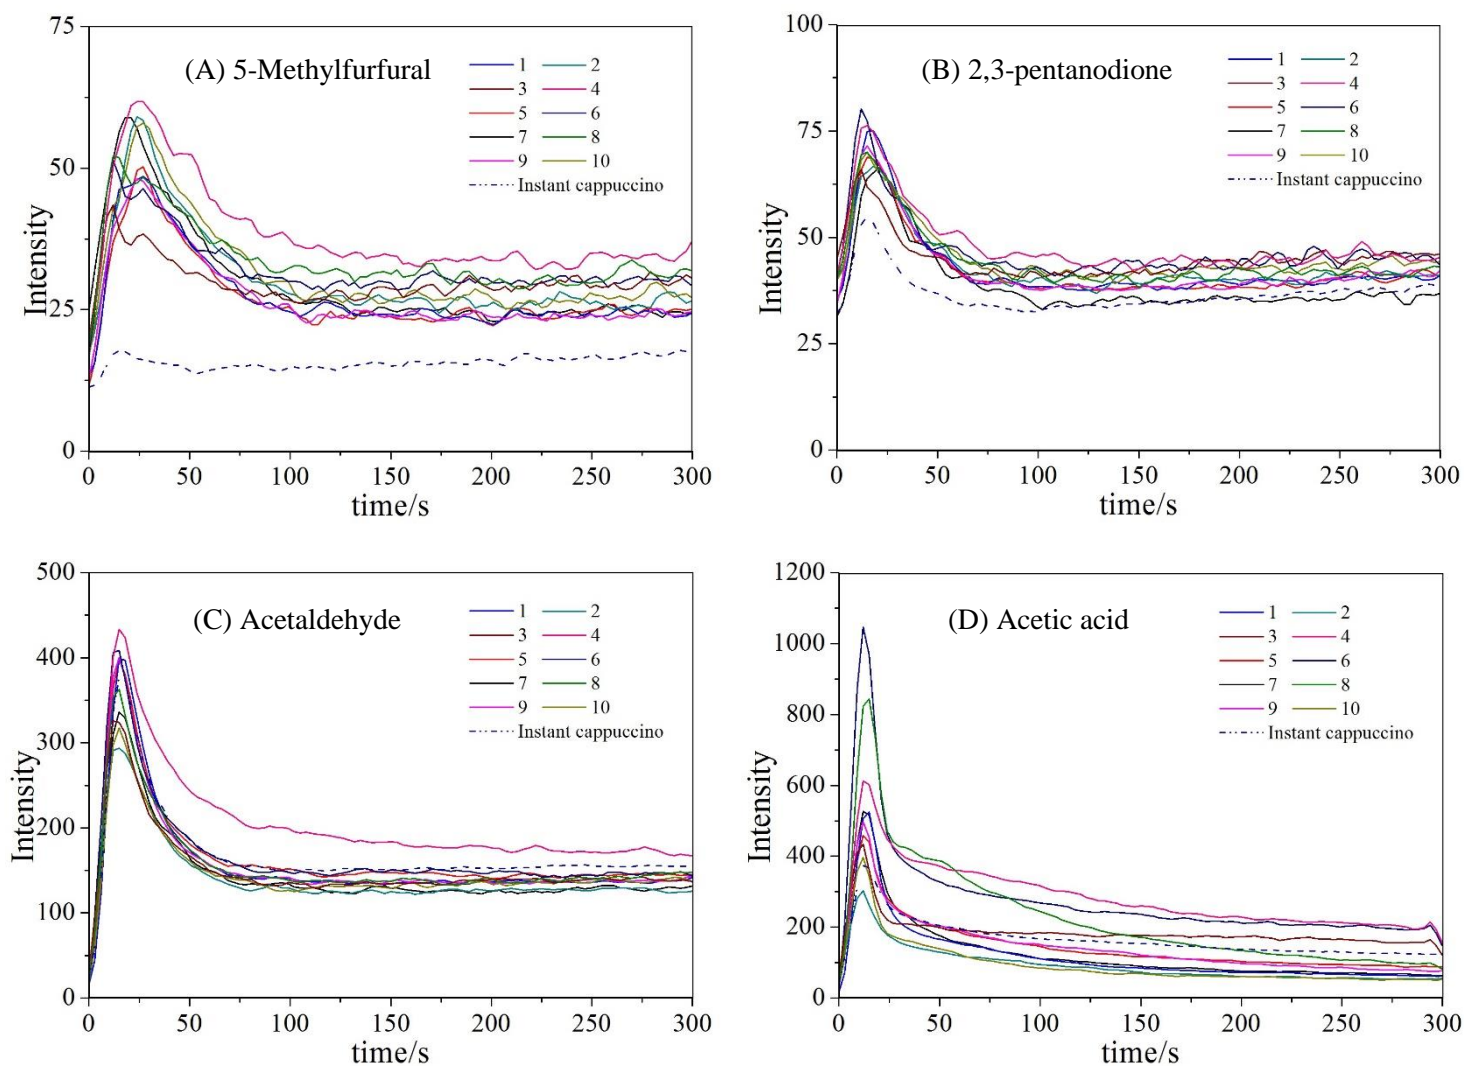 75
50
25
0
Intensity
(A) 5-Methylfurfural
1 2
3 4
5 6
7 8
9 10
Instant cappuccino
0 50 100 150 200 250 300
time/s
100
75
50
25
0
Intensity
(B) 2,3-pentanodione
1 2
3 4
5 6
7 8
9 10
Instant cappuccino
0 50 100 150 200 250 300
time/s
500
400
300
200
100
0
Intensity
(C) Acetaldehyde
1 2
3 4
5 6
7 8
9 10
Instant cappuccino
0 50 100 150 200 250 300
time/s
1200
1000
800
600
400
200
0
Intensity
(D) Acetic acid
1 2
3 4
5 6
7 8
9 10
Instant cappuccino
0 50 100 150 200 250 300
time/s